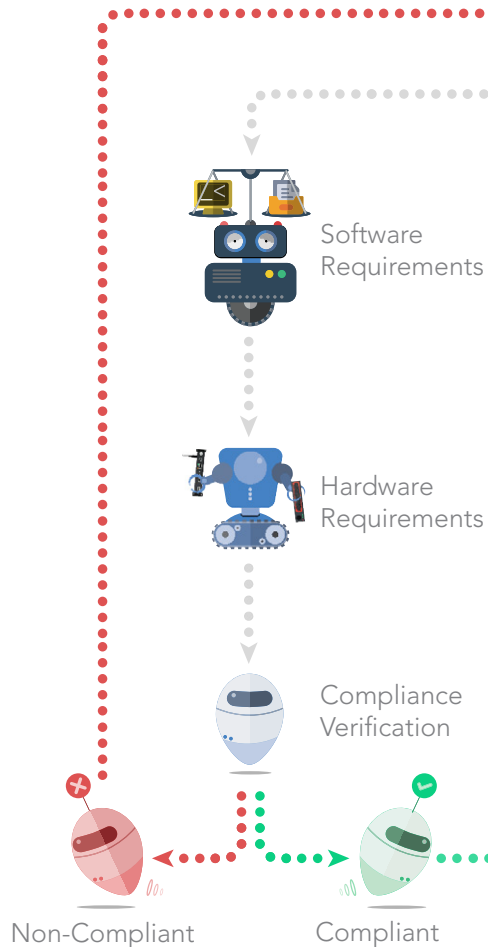 Software
Requirements
Hardware
Requirements
Compliance
Verification
Non-Compliant
Compliant